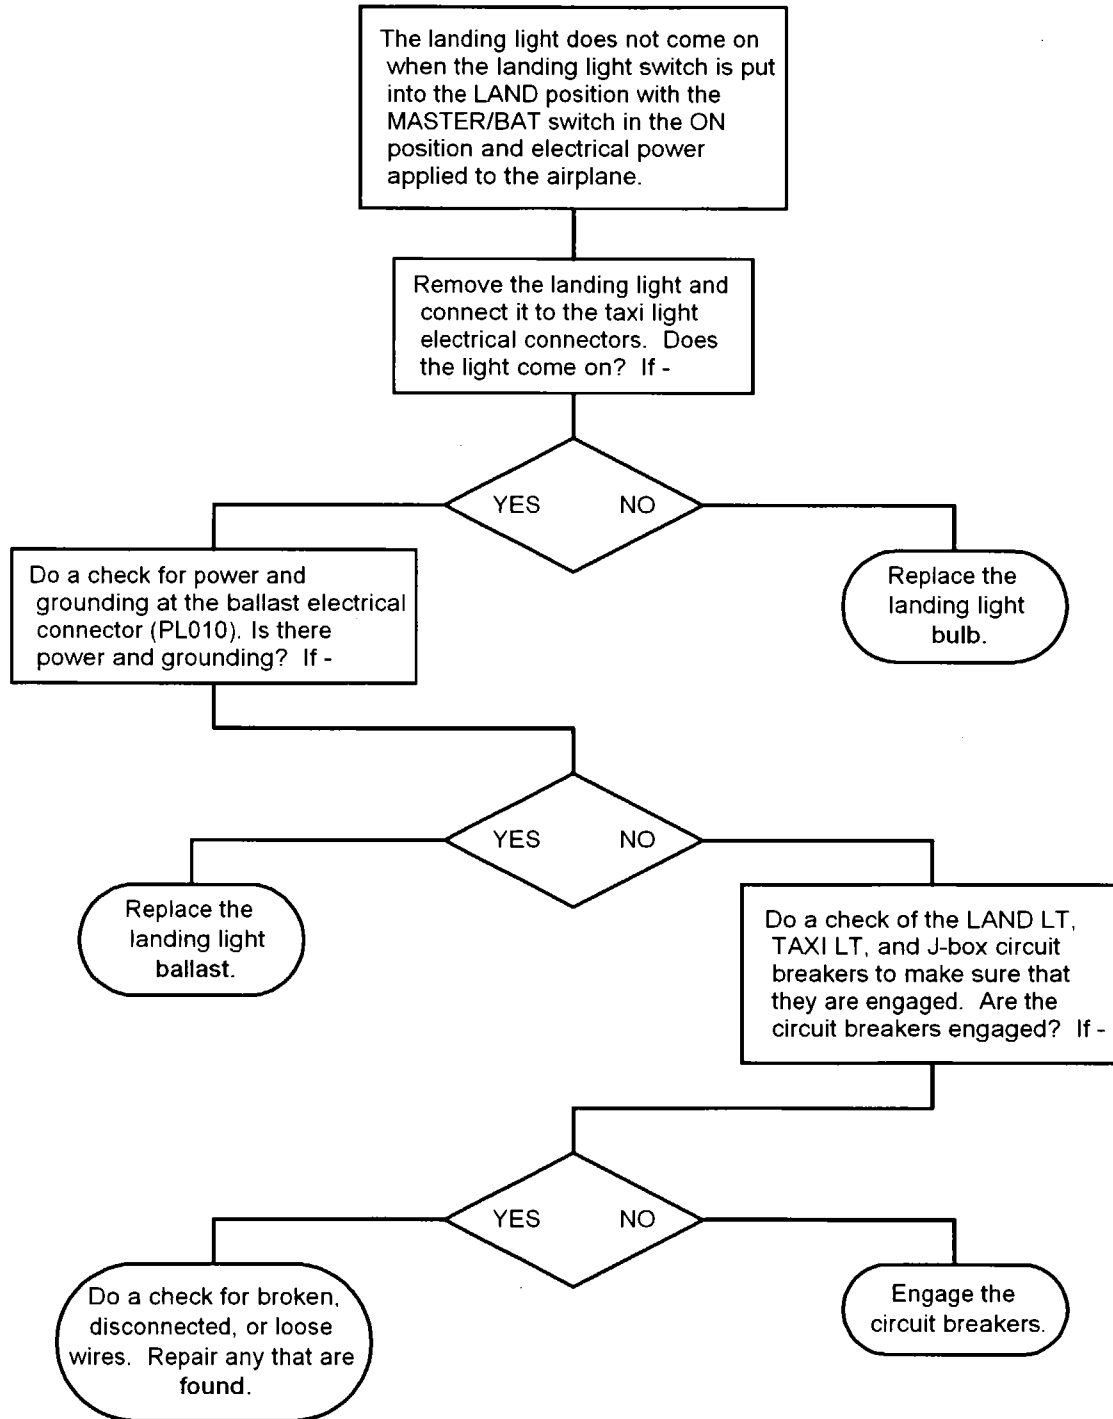 The landing light does not come on
when the landing light switch is put
into the LAND position with the
MASTER/BAT switch in the ON
position and electrical power
applied to the airplane.
Remove the landing light and
connect it to the taxi light
electrical connectors. Does
the light come on? If -
YES NO
Do a check for power and
grounding at the ballast electrical
connector (PL010). Is there
power and grounding? If -
Replace the
landing light
bulb.
YES NO
Replace the
landing light
ballast.
Do a check of the LAND LT,
TAXI LT, and J-box circuit
breakers to make sure that
they are engaged. Are the
circuit breakers engaged? If -
YES NO
Do a check for broken,
disconnected, or loose
wires. Repair any that are
found.
Engage the
circuit breakers.